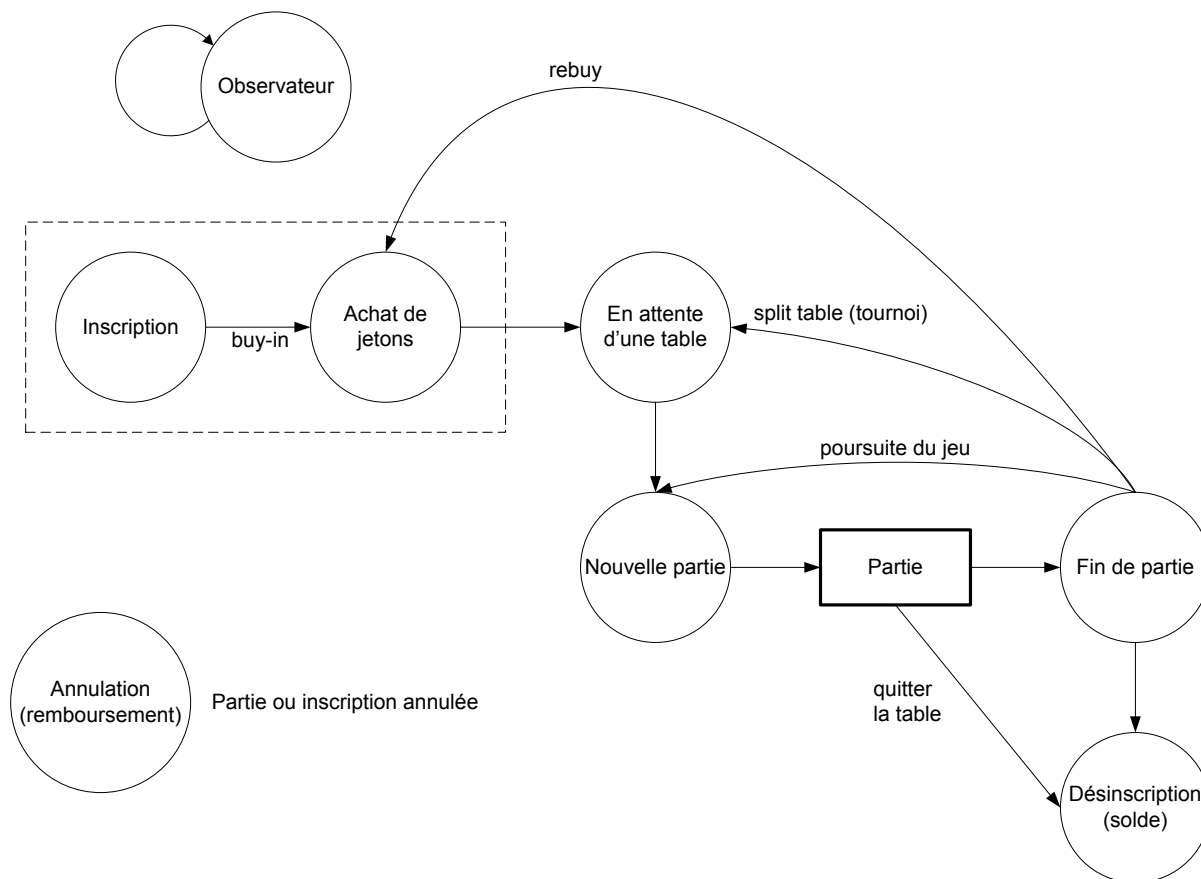 Observateur
rebuy
Inscription
buy-in
Achat de
jetons
En attente
d’une table
split table (tournoi)
poursuite du jeu
Nouvelle partie
Partie
Fin de partie
Annulation
(remboursement)
Partie ou inscription annulée
quitter
la table
Désinscription
(solde)